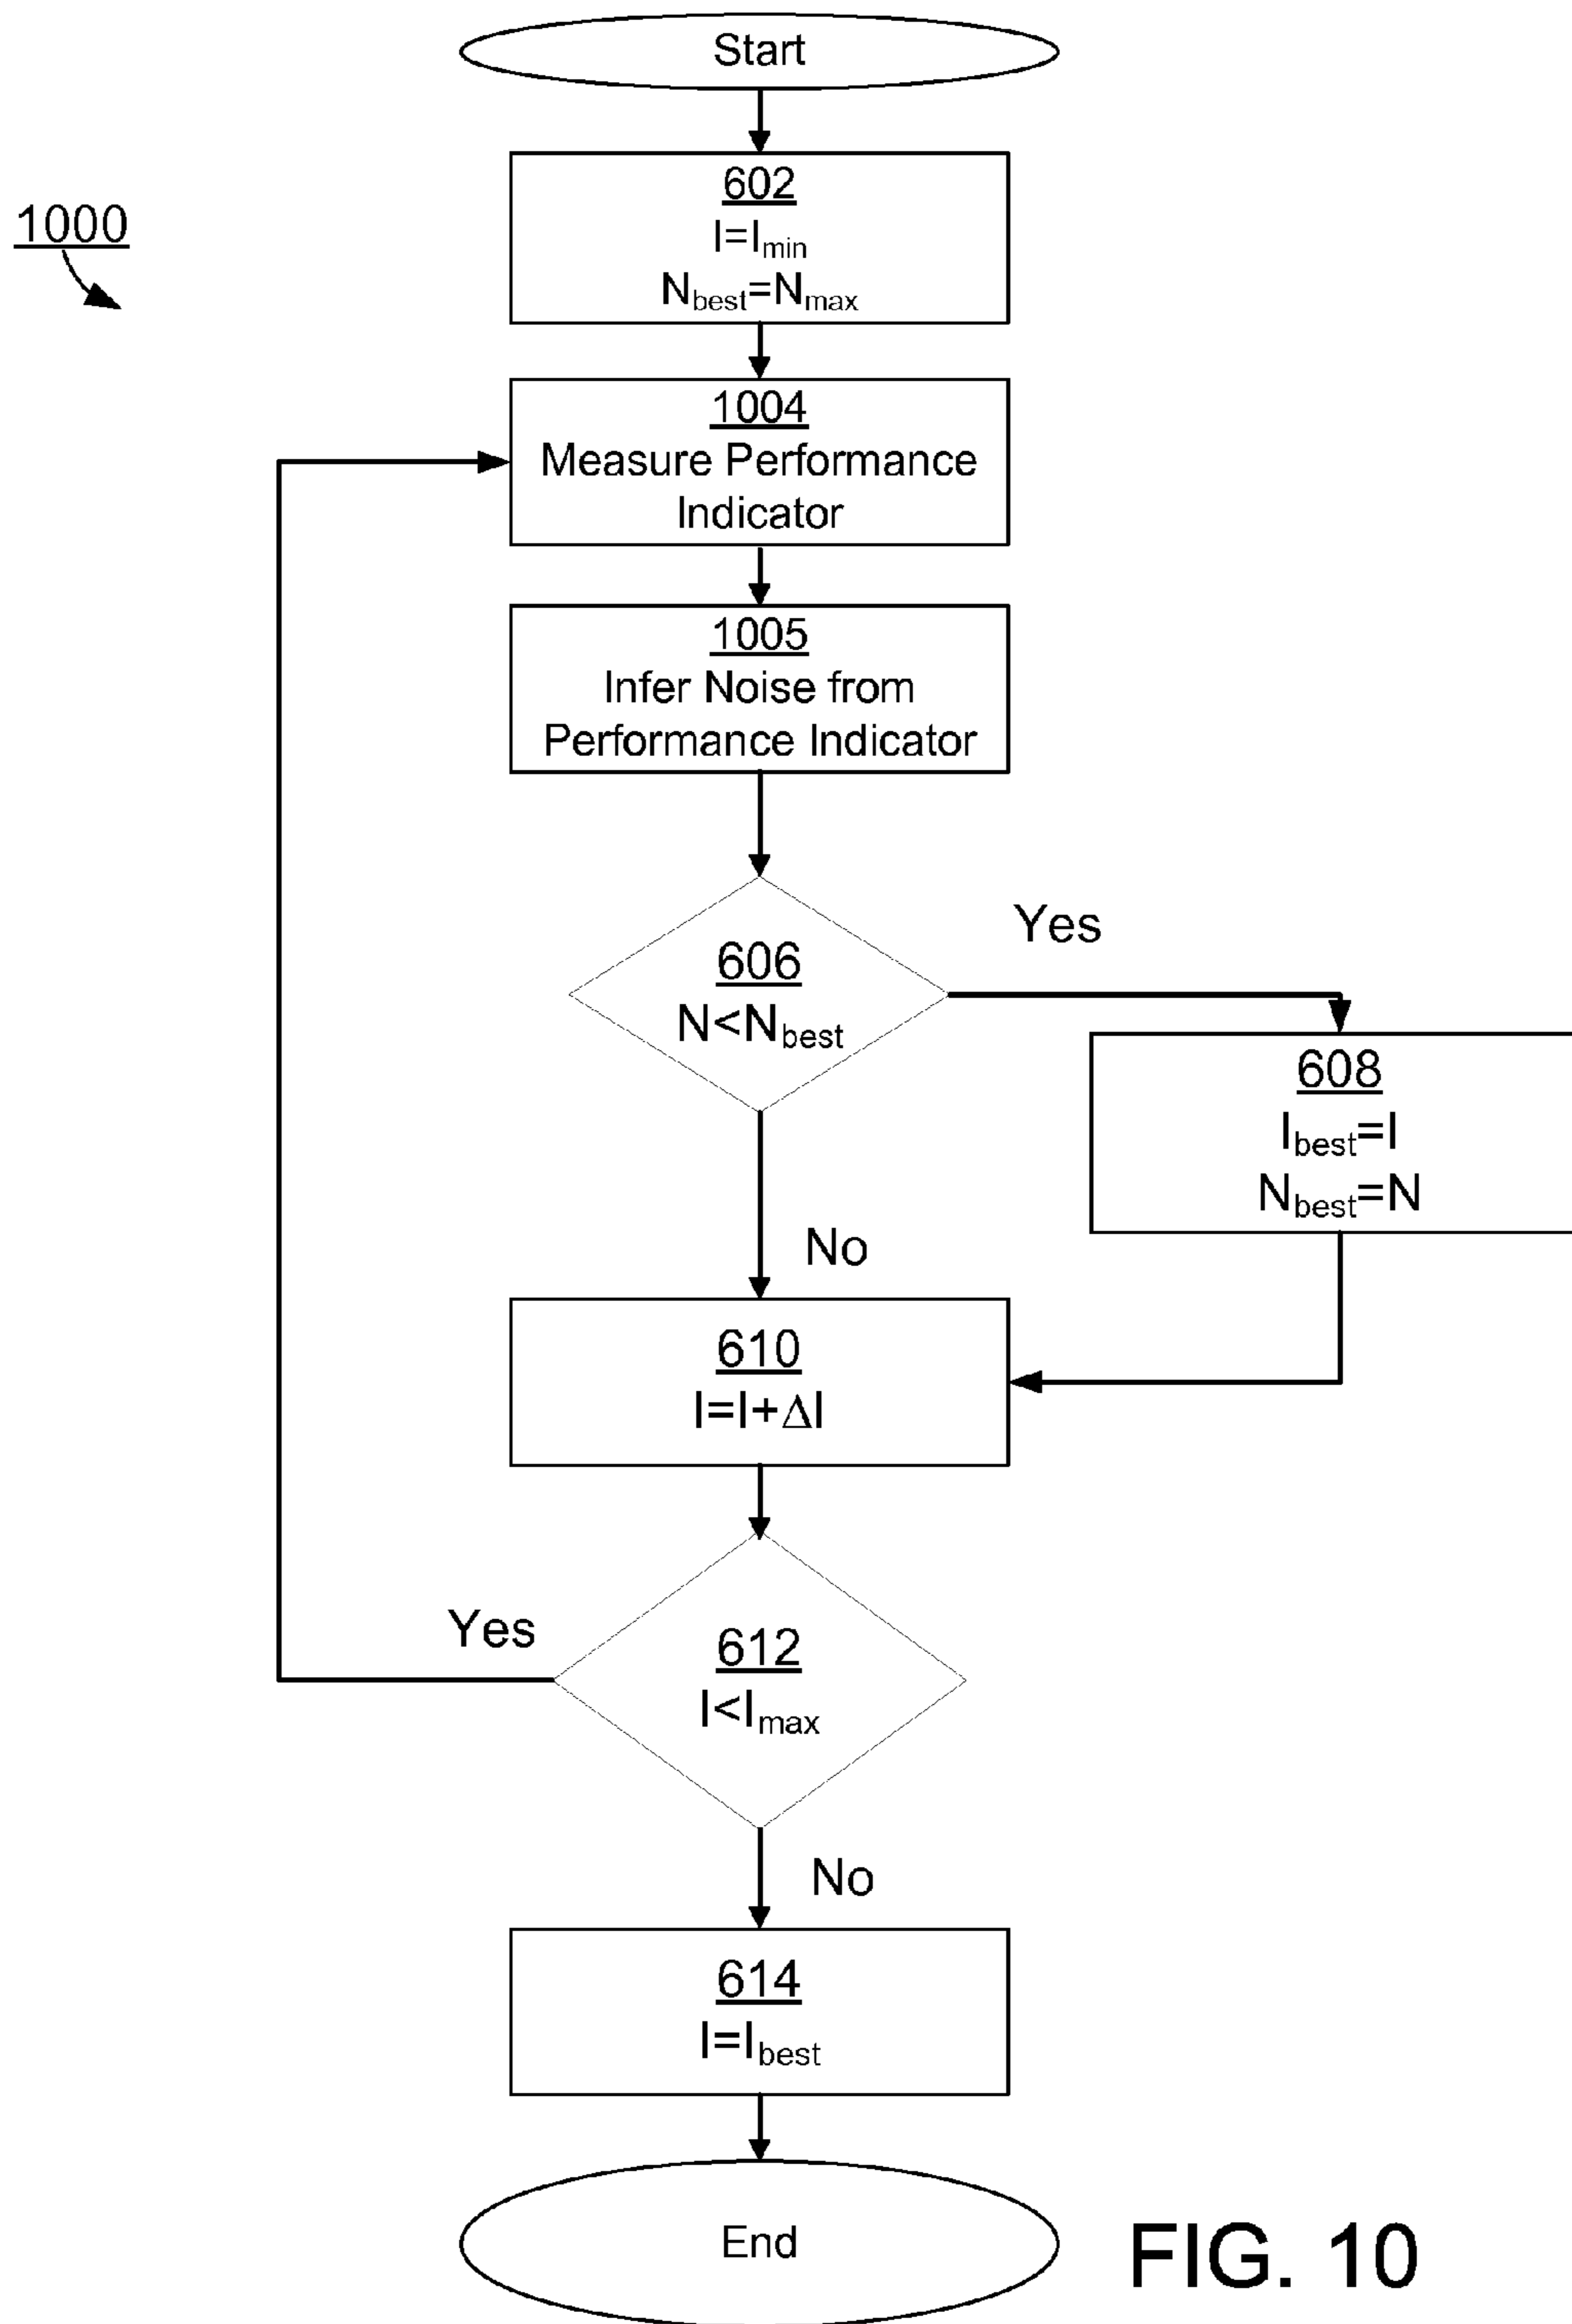 Start
1000
602
I=Imin
Nbest=Nmax
1004
Measure Performance
Indicator
1005
Infer Noise from
Performance Indicator
606
N<Nbest
Yes
608
Ibest=I
Nbest=N
No
610
I=I+ΔI
Yes
612
I<Imax
No
614
I=Ibest
End
FIG. 10